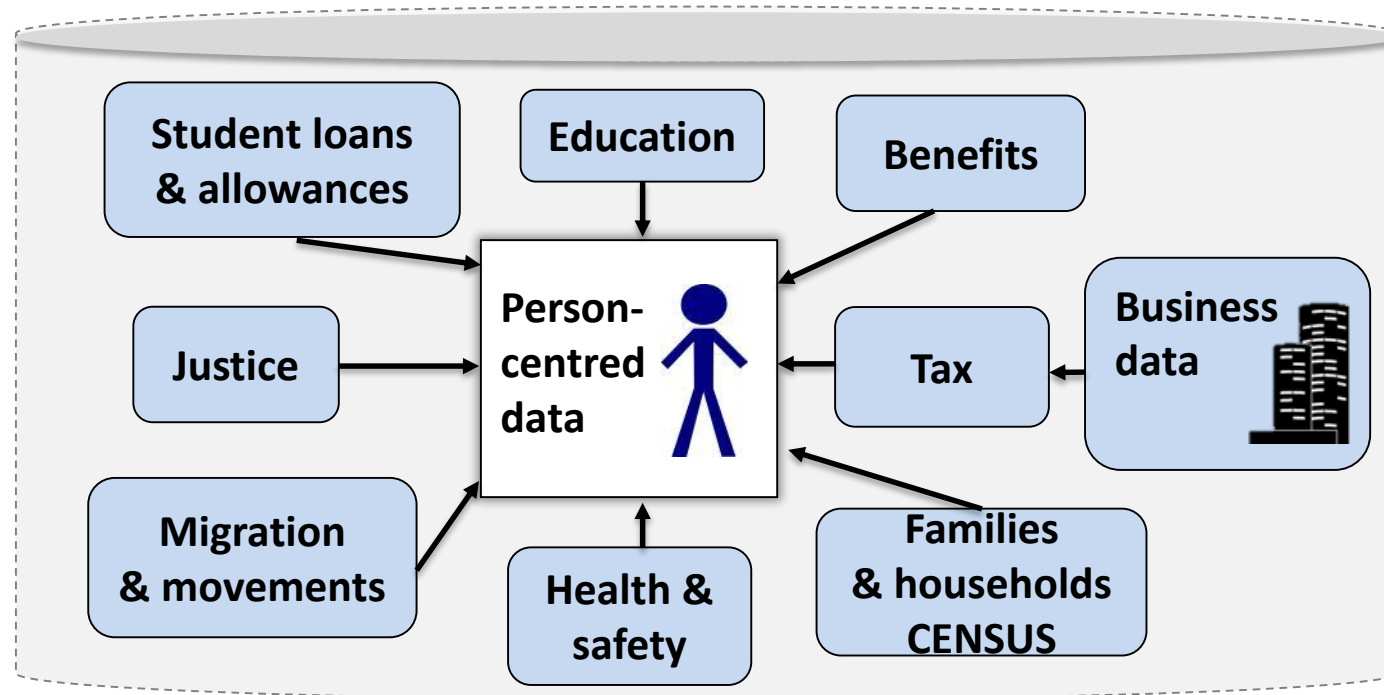 Student loans
& allowances
Education
Benefits
Person-
centred
data
Justice
Tax
Business
data
Migration
& movements
Health &
safety
Families
& households
CENSUS